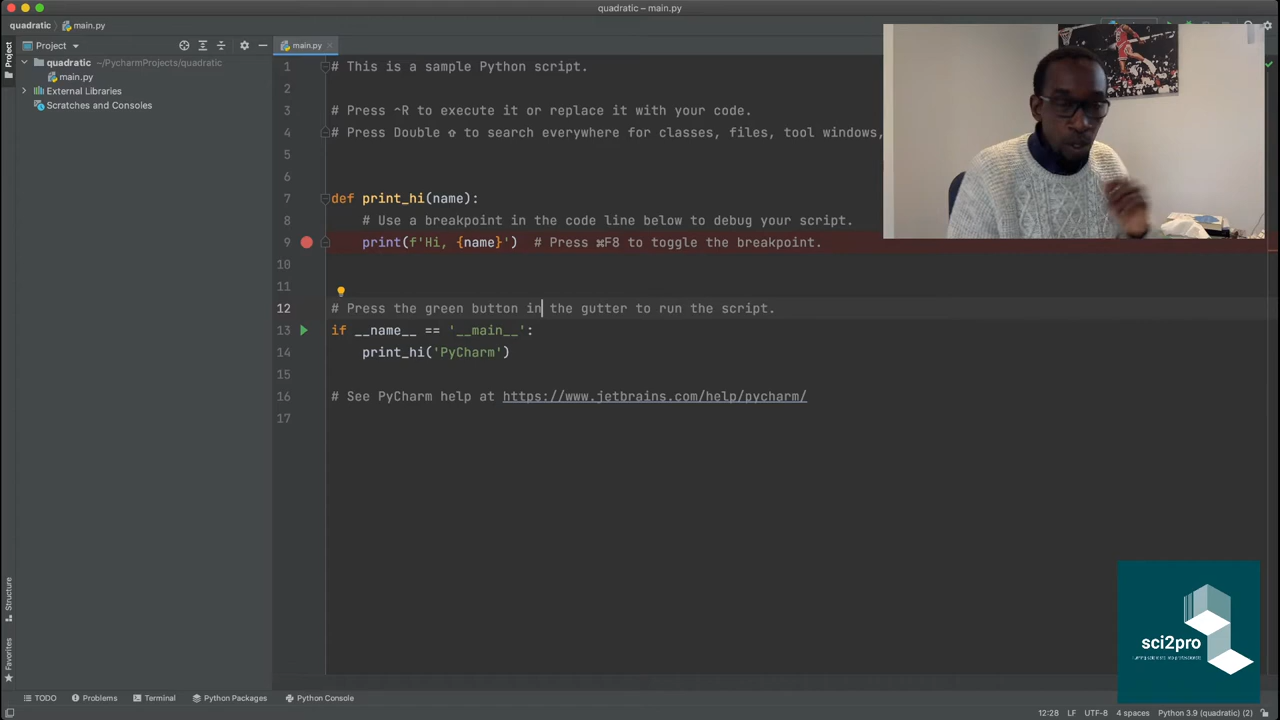 quadratic – main.py
quadratic
main.py
Project
main.py
Project
quadratic ~/PycharmProjects/quadratic
main.py
External Libraries
Scratches and Consoles
1 # This is a sample Python script.
2
3 # Press ⌃R to execute it or replace it with your code.
4 # Press Double ⇧ to search everywhere for classes, files, tool windows,
5
6
7 def print_hi(name):
8 # Use a breakpoint in the code line below to debug your script.
9 print(f'Hi, {name}') # Press ⌘F8 to toggle the breakpoint.
10
11
12 # Press the green button in the gutter to run the script.
13 if __name__ == '__main__':
14 print_hi('PyCharm')
15
16 # See PyCharm help at https://www.jetbrains.com/help/pycharm/
17
Structure
Favorites
sci2pro
TODO
Problems
Terminal
Python Packages
Python Console
12:28 LF UTF-8 4 spaces Python 3.9 (quadratic) (2)